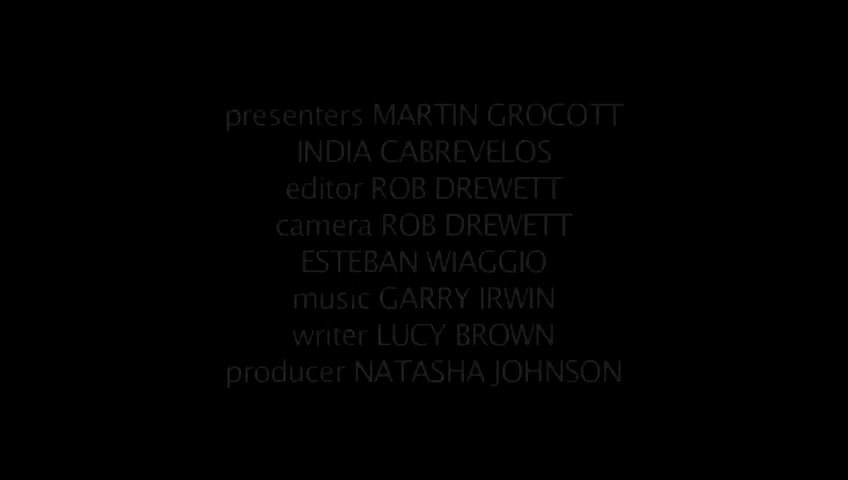 presenters MARTIN GROCOTT
INDIA CABREVELOS
editor ROB DREWETT
camera ROB DREWETT
ESTEBAN WIAGGIO
music GARRY IRWIN
writer LUCY BROWN
producer NATASHA JOHNSON